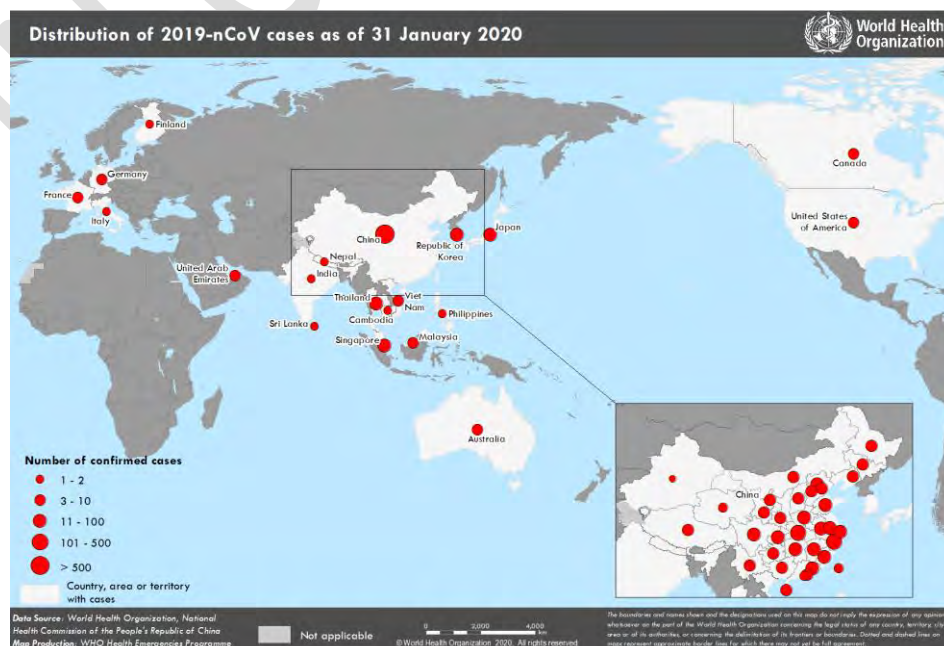 Distribution of 2019-nCoV cases as of 31 January 2020
World Health
Organization
Finland
Germany
France
Italy
Canada
United States
of America
China
Republic of
Korea
Japan
Nepal
India
United Arab
Emirates
Thailand
Viet
Nam
Cambodia
Philippines
Sri Lanka
Malaysia
Singapore
Australia
China
Number of confirmed cases
1 - 2
3 - 10
11 - 100
101 - 500
> 500
Country, area or territory
with cases
Data Source: World Health Organization, National
Health Commission of the People's Republic of China
Map Production: WHO Health Emergencies Programme
Not applicable
0 2,000 4,000
© World Health Organization 2020. All rights reserved.
The boundaries and names shown and the designations used on this map do not imply the expression of any opinion
whatsoever on the part of the World Health Organization concerning the legal status of any country, territory, city
area or of its authorities, or concerning the delimitation of its frontiers or boundaries. Dotted and dashed lines on
maps represent approximate border lines for which there may not yet be full agreement.